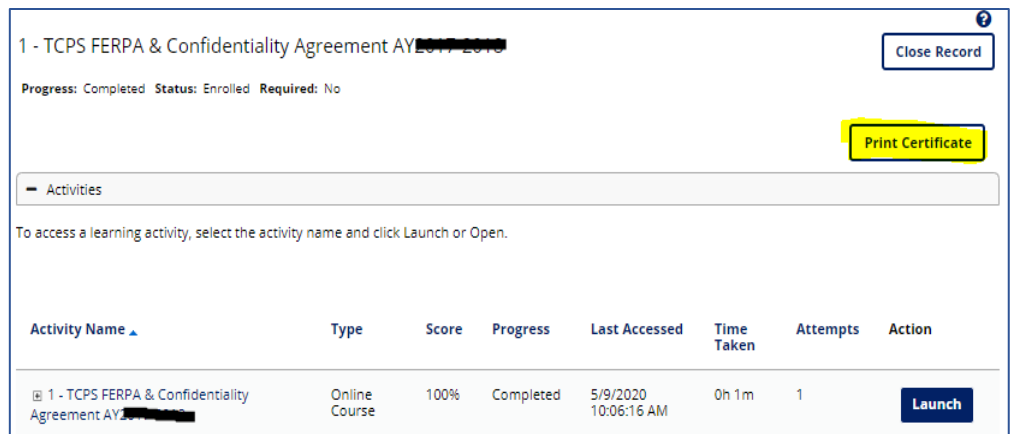 1 - TCPS FERPA & Confidentiality Agreement AY
Close Record
Progress: Completed Status: Enrolled Required: No
Print Certificate
Activities
To access a learning activity, select the activity name and click Launch or Open.
Activity Name Type Score Progress Last Accessed Time Taken Attempts Action
1 - TCPS FERPA & Confidentiality Online Course 100% Completed 5/9/2020 10:06:16 AM 0h 1m 1 Launch
Agreement AY